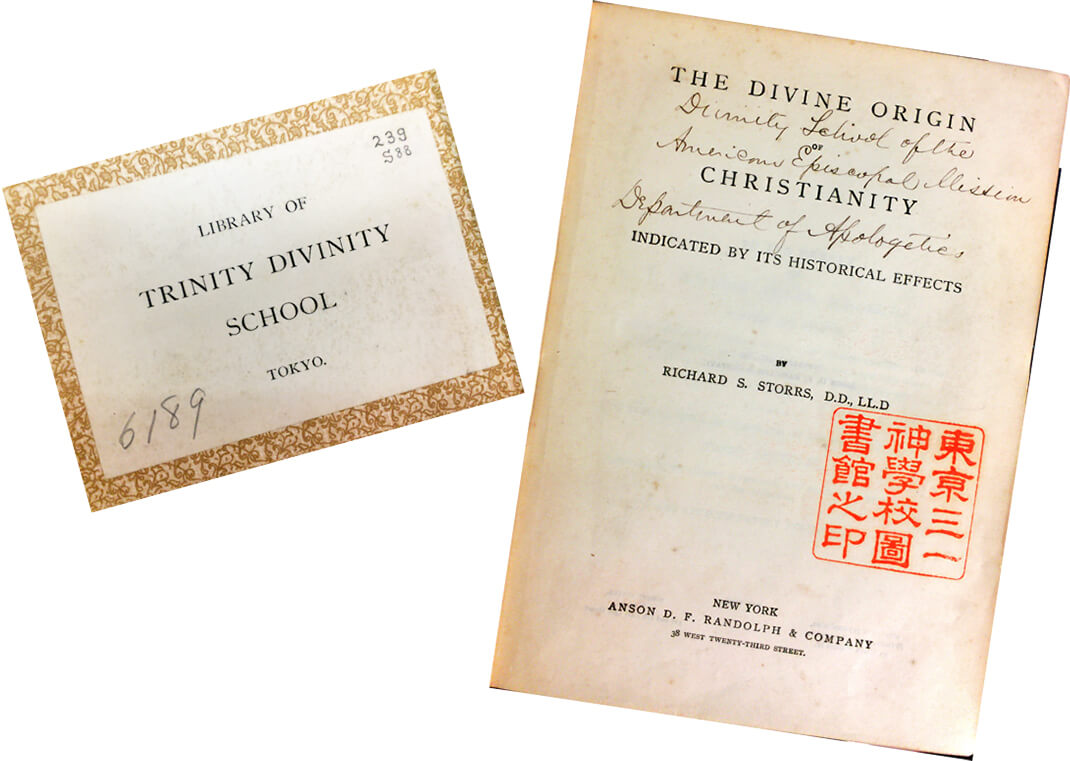 239
S88
LIBRARY OF
TRINITY DIVINITY
SCHOOL
TOKYO.
6189
THE DIVINE ORIGIN
Divinity School of the
OF
American Episcopal Mission
CHRISTIANITY
Department of Apologetics
INDICATED BY ITS HISTORICAL EFFECTS
BY
RICHARD S. STORRS, D.D., LL.D
東京三一
神學校圖
書館之印
NEW YORK
ANSON D. F. RANDOLPH & COMPANY
38 WEST TWENTY-THIRD STREET.